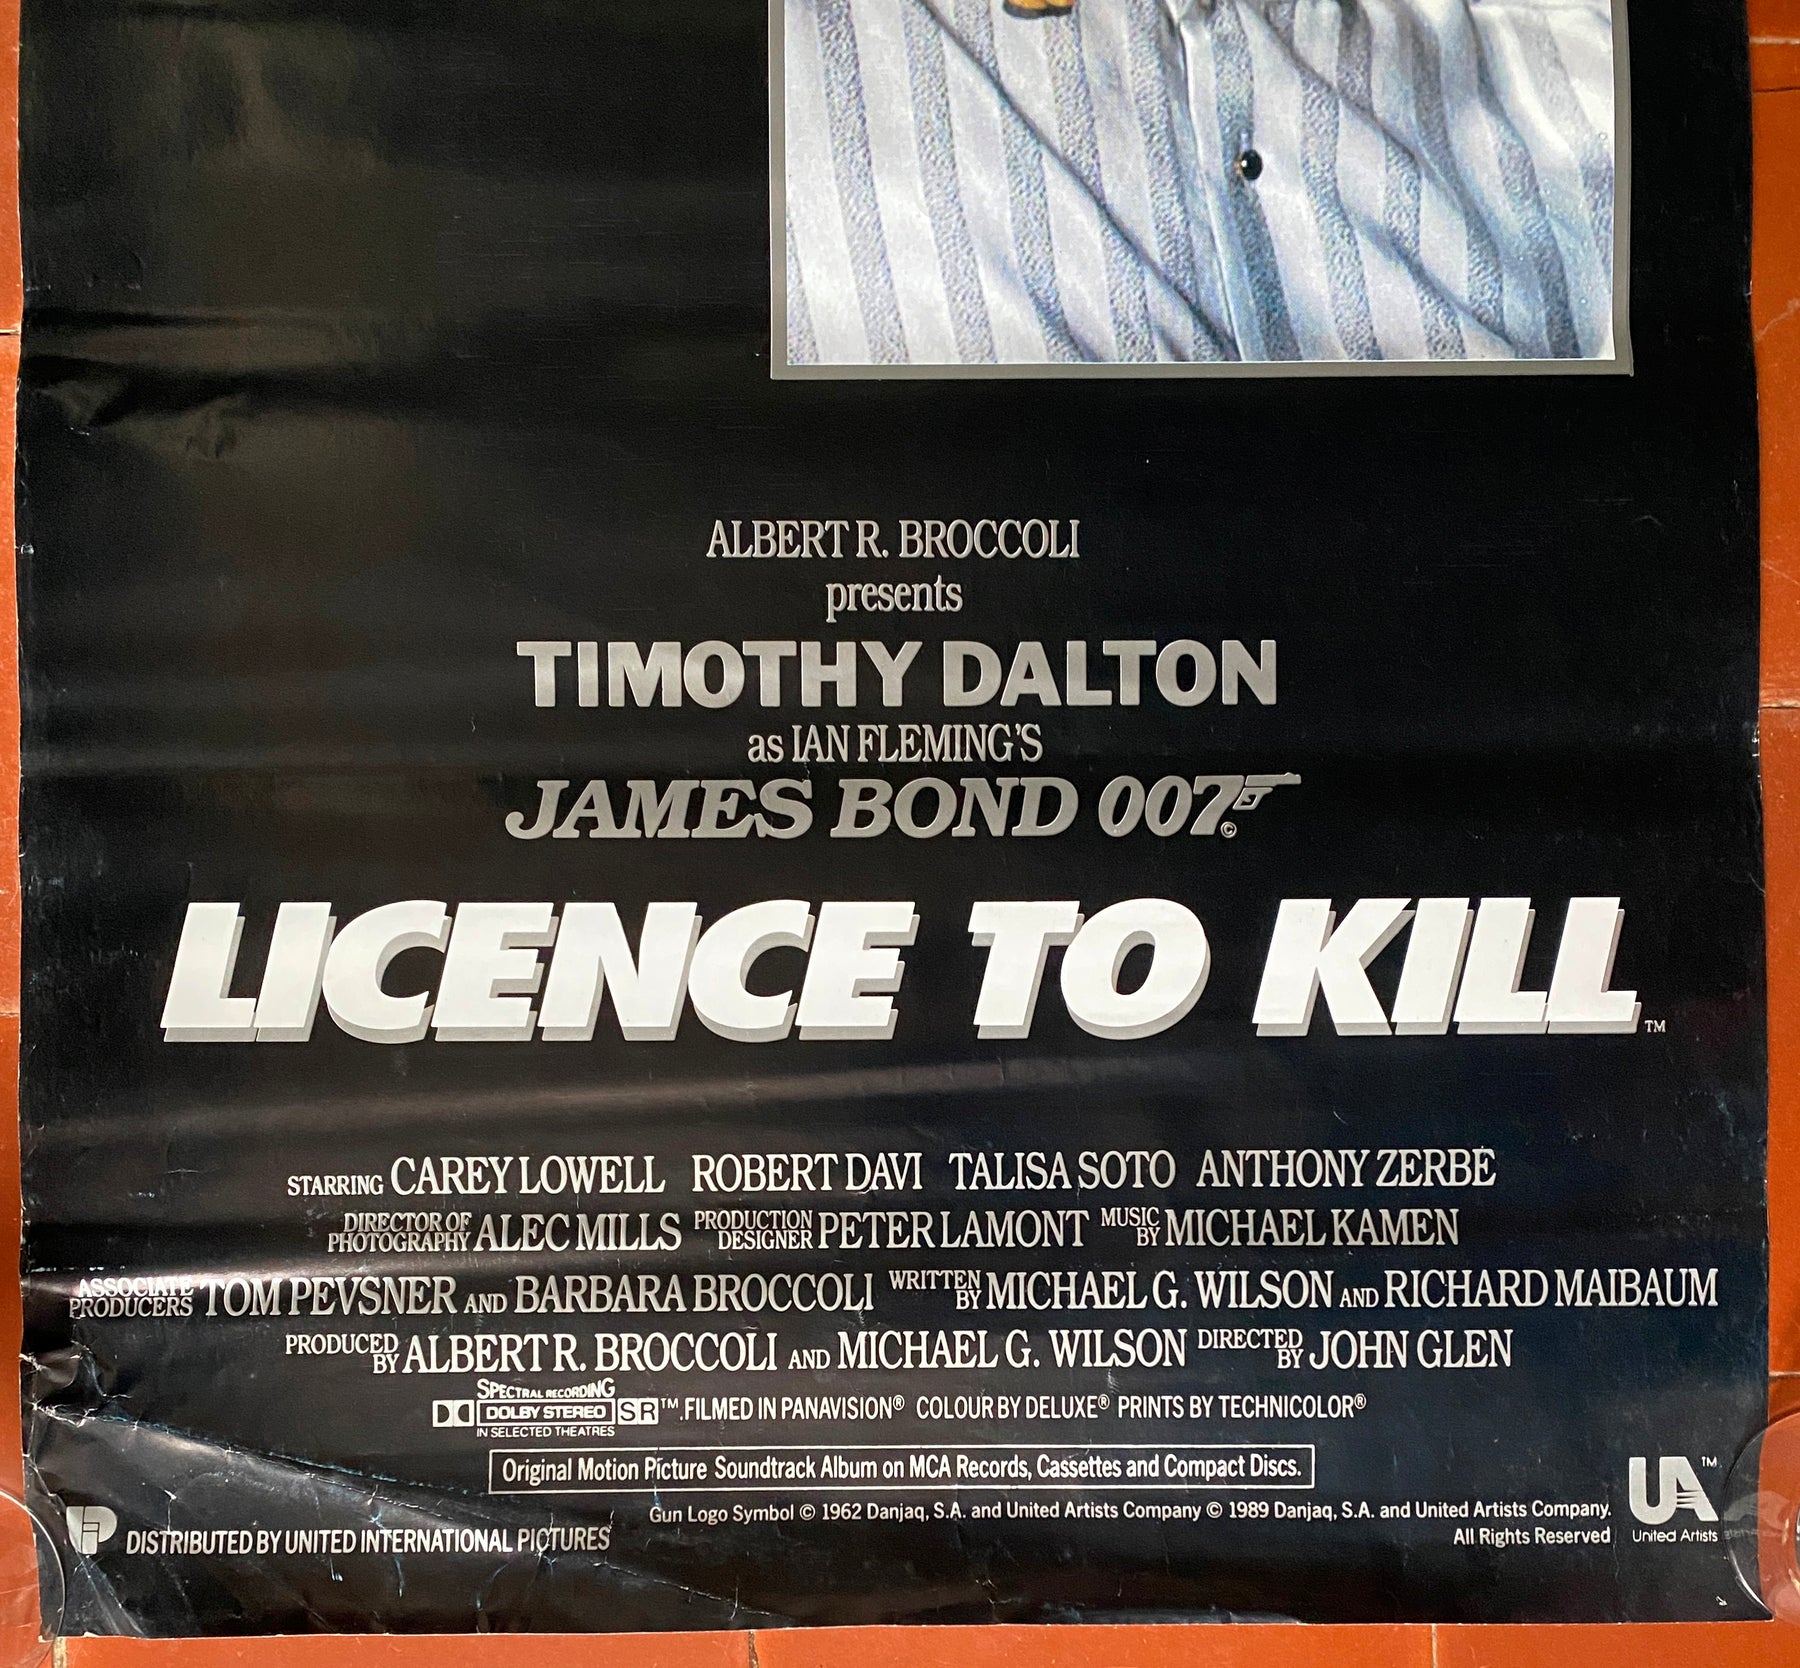 ALBERT R. BROCCOLI
presents
TIMOTHY DALTON
as IAN FLEMING'S
JAMES BOND 007 ©
LICENCE TO KILL ™
STARRING CAREY LOWELL ROBERT DAVI TALISA SOTO ANTHONY ZERBE
DIRECTOR OF PHOTOGRAPHY ALEC MILLS PRODUCTION DESIGNER PETER LAMONT MUSIC BY MICHAEL KAMEN
ASSOCIATE PRODUCERS TOM PEVSNER AND BARBARA BROCCOLI WRITTEN BY MICHAEL G. WILSON AND RICHARD MAIBAUM
PRODUCED BY ALBERT R. BROCCOLI AND MICHAEL G. WILSON DIRECTED BY JOHN GLEN
SPECTRAL RECORDING
DOLBY STEREO SR™. FILMED IN PANAVISION® COLOUR BY DELUXE® PRINTS BY TECHNICOLOR®
IN SELECTED THEATRES
Original Motion Picture Soundtrack Album on MCA Records, Cassettes and Compact Discs.
Gun Logo Symbol © 1962 Danjaq, S.A. and United Artists Company © 1989 Danjaq, S.A. and United Artists Company.
All Rights Reserved
UIP DISTRIBUTED BY UNITED INTERNATIONAL PICTURES
UA™
United Artists